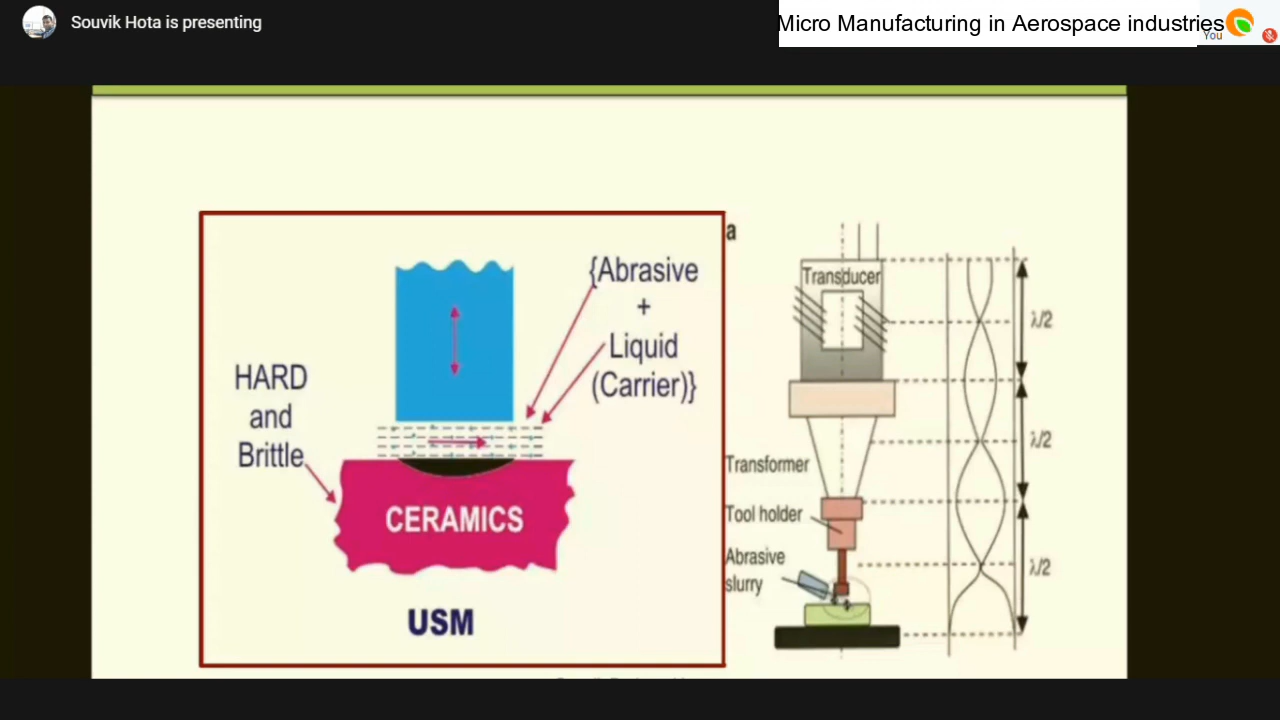 Souvik Hota is presenting
Micro Manufacturing in Aerospace industries
You
{Abrasive
+
Liquid
(Carrier)}
HARD
and
Brittle
CERAMICS
USM
a
Transducer
λ/2
λ/2
Transformer
Tool holder
Abrasive
slurry
λ/2